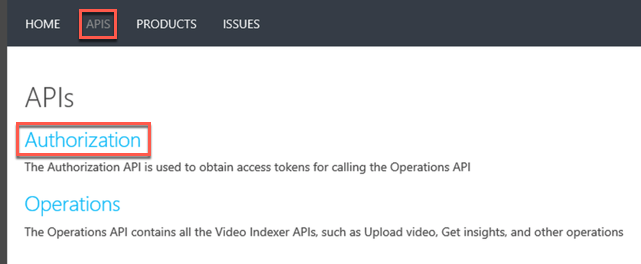 HOME APIS PRODUCTS ISSUES
APIs
Authorization
The Authorization API is used to obtain access tokens for calling the Operations API
Operations
The Operations API contains all the Video Indexer APIs, such as Upload video, Get insights, and other operations